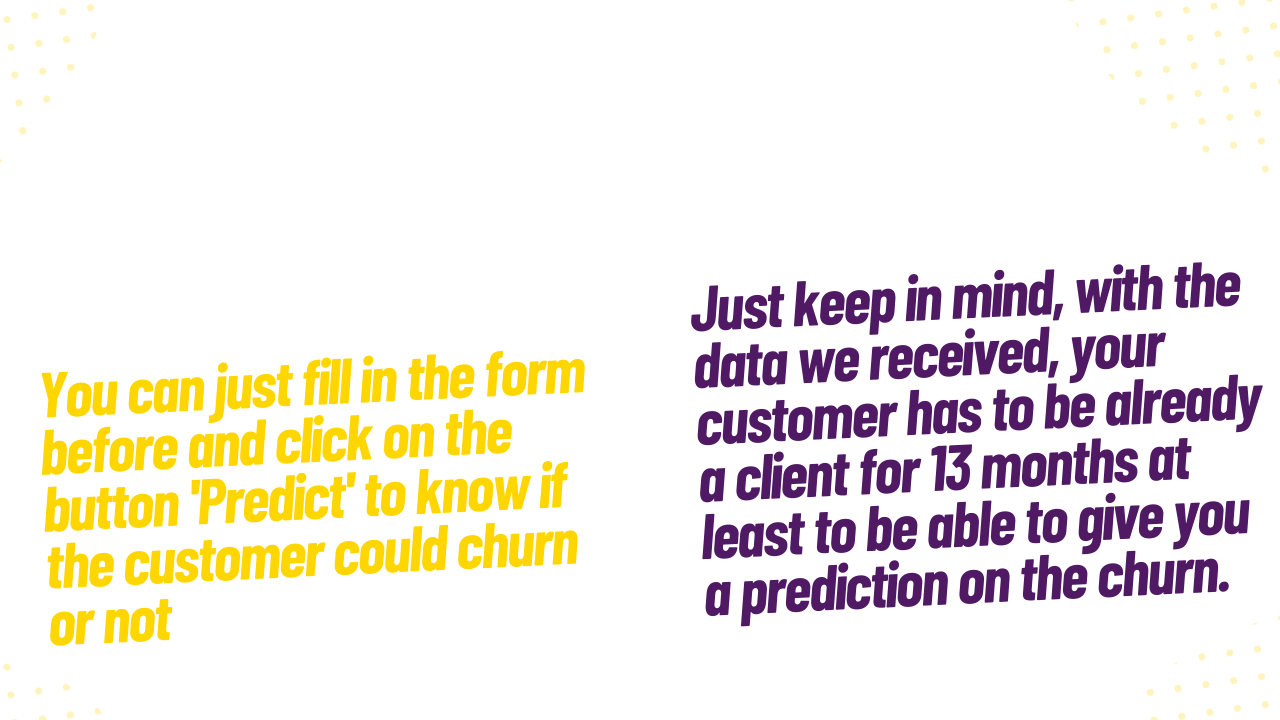 You can just fill in the form
before and click on the
button 'Predict' to know if
the customer could churn
or not
Just keep in mind, with the
data we received, your
customer has to be already
a client for 13 months at
least to be able to give you
a prediction on the churn.